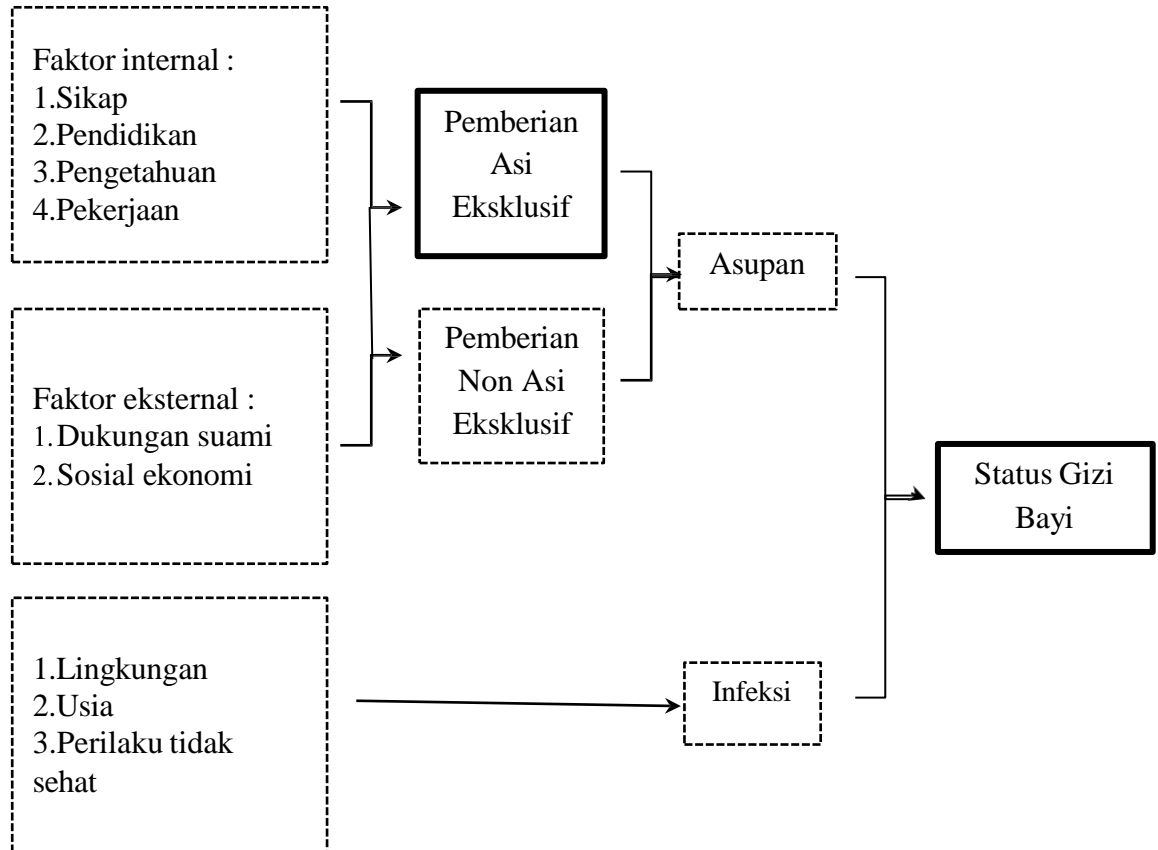 Faktor internal :
1.Sikap
2.Pendidikan
3.Pengetahuan
4.Pekerjaan
Pemberian
Asi
Eksklusif
Asupan
Pemberian
Non Asi
Eksklusif
Faktor eksternal :
1.Dukungan suami
2.Sosial ekonomi
Status Gizi
Bayi
1.Lingkungan
2.Usia
3.Perilaku tidak
sehat
Infeksi